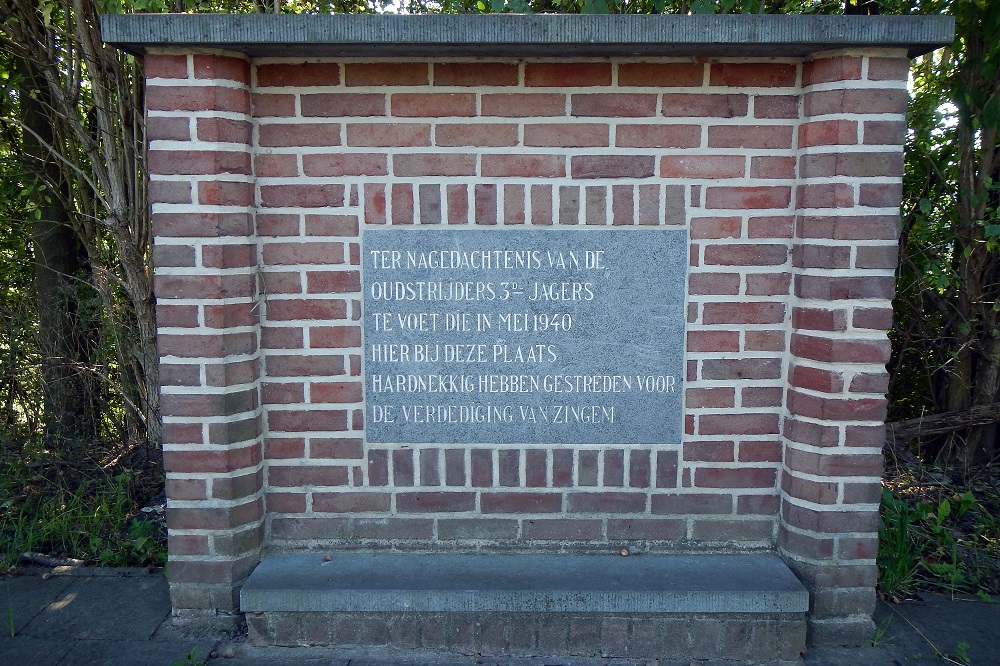 TER NAGEDACHTENIS VAN DE
OUDSTRIJDERS 3D- JAGERS
TE VOET DIE IN MEI 1940
HIER BIJ DEZE PLAATS
HARDNEKKIG HEBBEN GESTREDEN VOOR
DE VERDEDIGING VAN ZINGEM